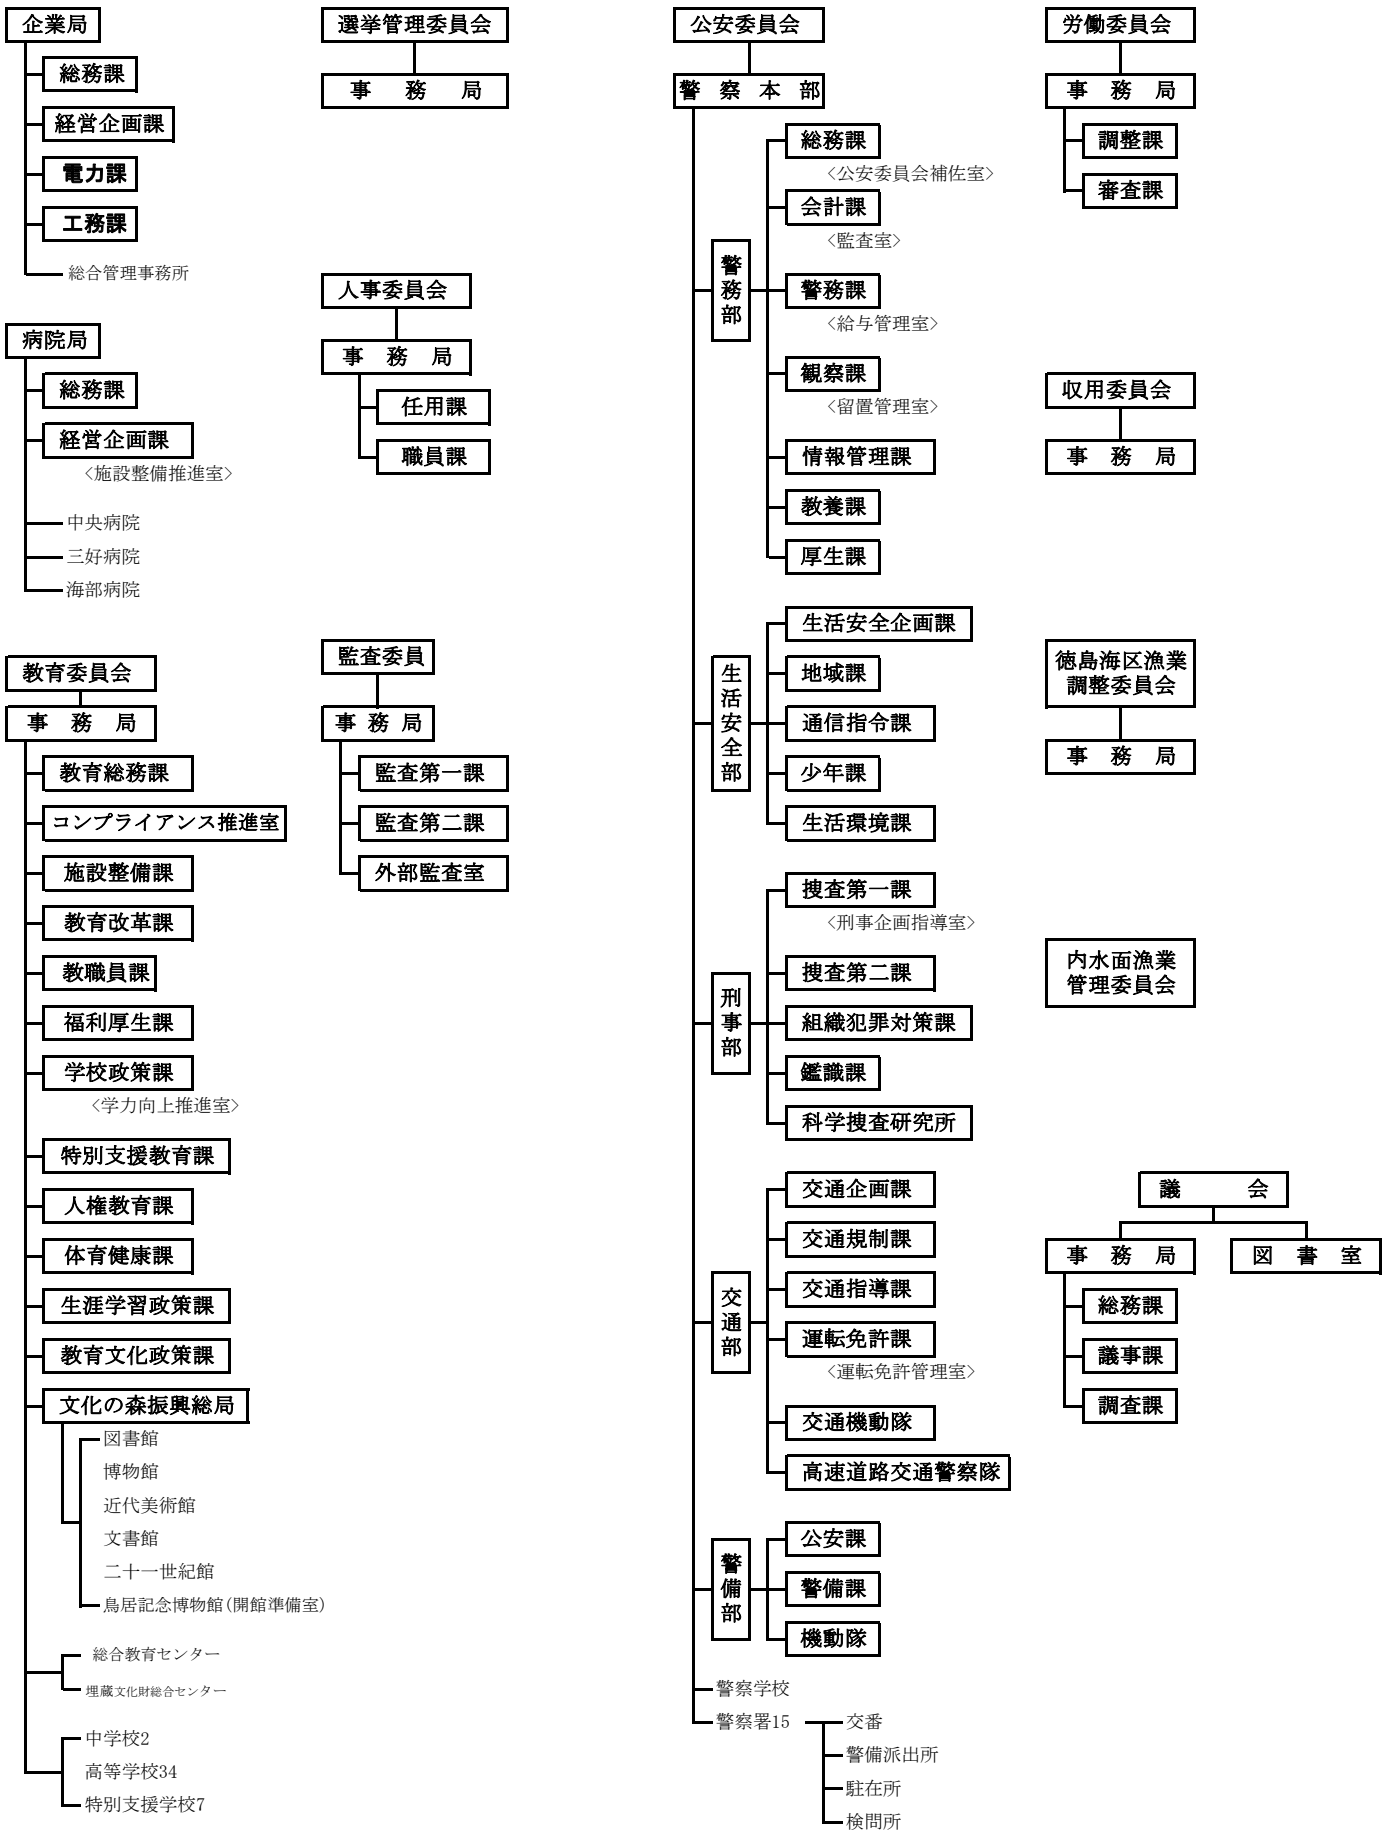 企業局
総務課
経営企画課
電力課
工務課
総合管理事務所
病院局
総務課
経営企画課
〈施設整備推進室〉
中央病院
三好病院
海部病院
教育委員会
事務局
教育総務課
コンプライアンス推進室
施設整備課
教育改革課
教職員課
福利厚生課
学校政策課
〈学力向上推進室〉
特別支援教育課
人権教育課
体育健康課
生涯学習政策課
教育文化政策課
文化の森振興総局
図書館
博物館
近代美術館
文書館
二十一世紀館
鳥居記念博物館(開館準備室)
総合教育センター
埋蔵文化財総合センター
中学校2
高等学校34
特別支援学校7
選挙管理委員会
事務局
人事委員会
事務局
任用課
職員課
監査委員
事務局
監査第一課
監査第二課
外部監査室
公安委員会
警察本部
警務部
総務課
〈公安委員会補佐室〉
会計課
〈監査室〉
警務課
〈給与管理室〉
観察課
〈留置管理室〉
情報管理課
教養課
厚生課
生活安全部
生活安全企画課
地域課
通信指令課
少年課
生活環境課
刑事部
捜査第一課
〈刑事企画指導室〉
捜査第二課
組織犯罪対策課
鑑識課
科学捜査研究所
交通部
交通企画課
交通規制課
交通指導課
運転免許課
〈運転免許管理室〉
交通機動隊
高速道路交通警察隊
警備部
公安課
警備課
機動隊
警察学校
警察署15
交番
警備派出所
駐在所
検問所
労働委員会
事務局
調整課
審査課
収用委員会
事務局
徳島海区漁業
調整委員会
事務局
内水面漁業
管理委員会
議会
事務局
図書室
総務課
議事課
調査課